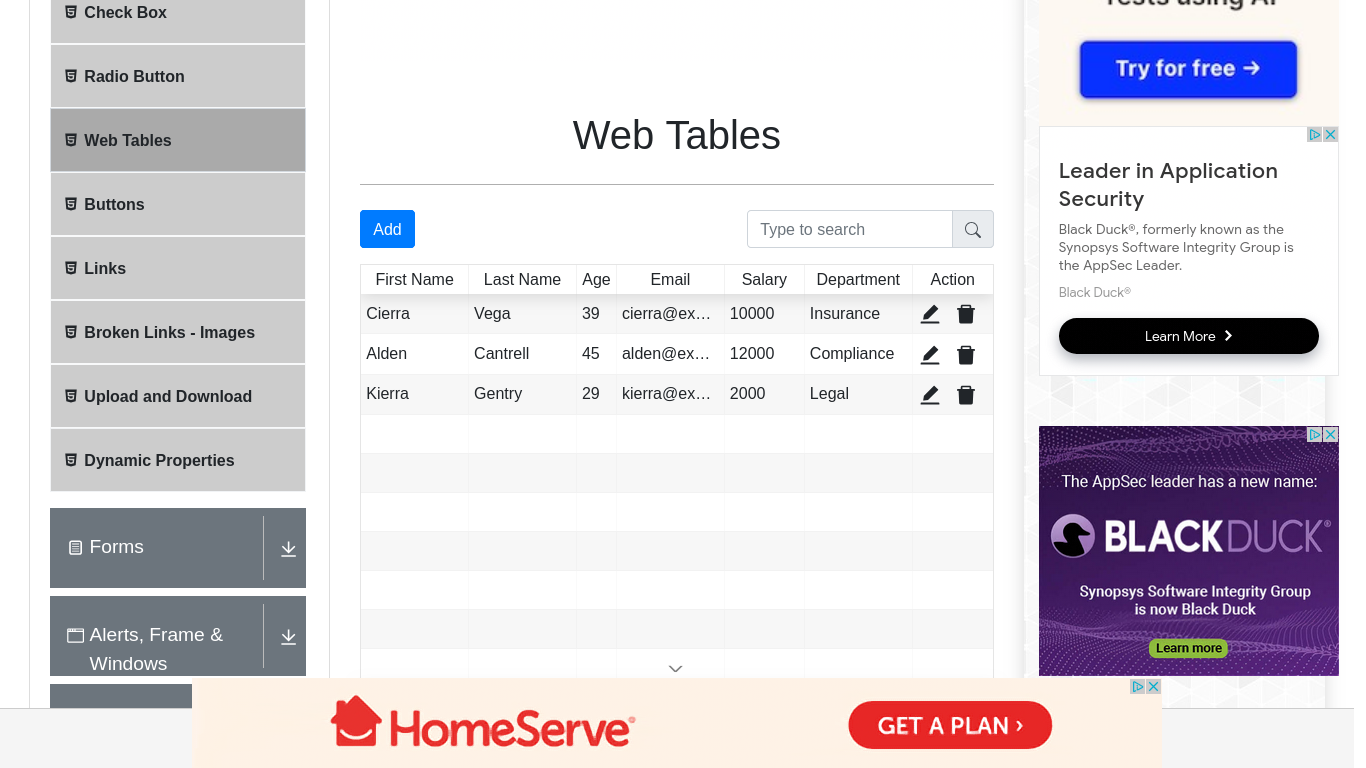 Check Box
Radio Button
Web Tables
Buttons
Links
Broken Links - Images
Upload and Download
Dynamic Properties
Forms
Alerts, Frame &
Windows
Web Tables
Add
Type to search
First Name Last Name Age Email Salary Department Action
Cierra Vega 39 cierra@ex… 10000 Insurance
Alden Cantrell 45 alden@ex… 12000 Compliance
Kierra Gentry 29 kierra@ex… 2000 Legal
Tests using AI
Try for free →
Leader in Application
Security
Black Duck®, formerly known as the
Synopsys Software Integrity Group is
the AppSec Leader.
Black Duck®
Learn More
The AppSec leader has a new name:
BLACKDUCK®
Synopsys Software Integrity Group
is now Black Duck
Learn more
HomeServe®
GET A PLAN ›